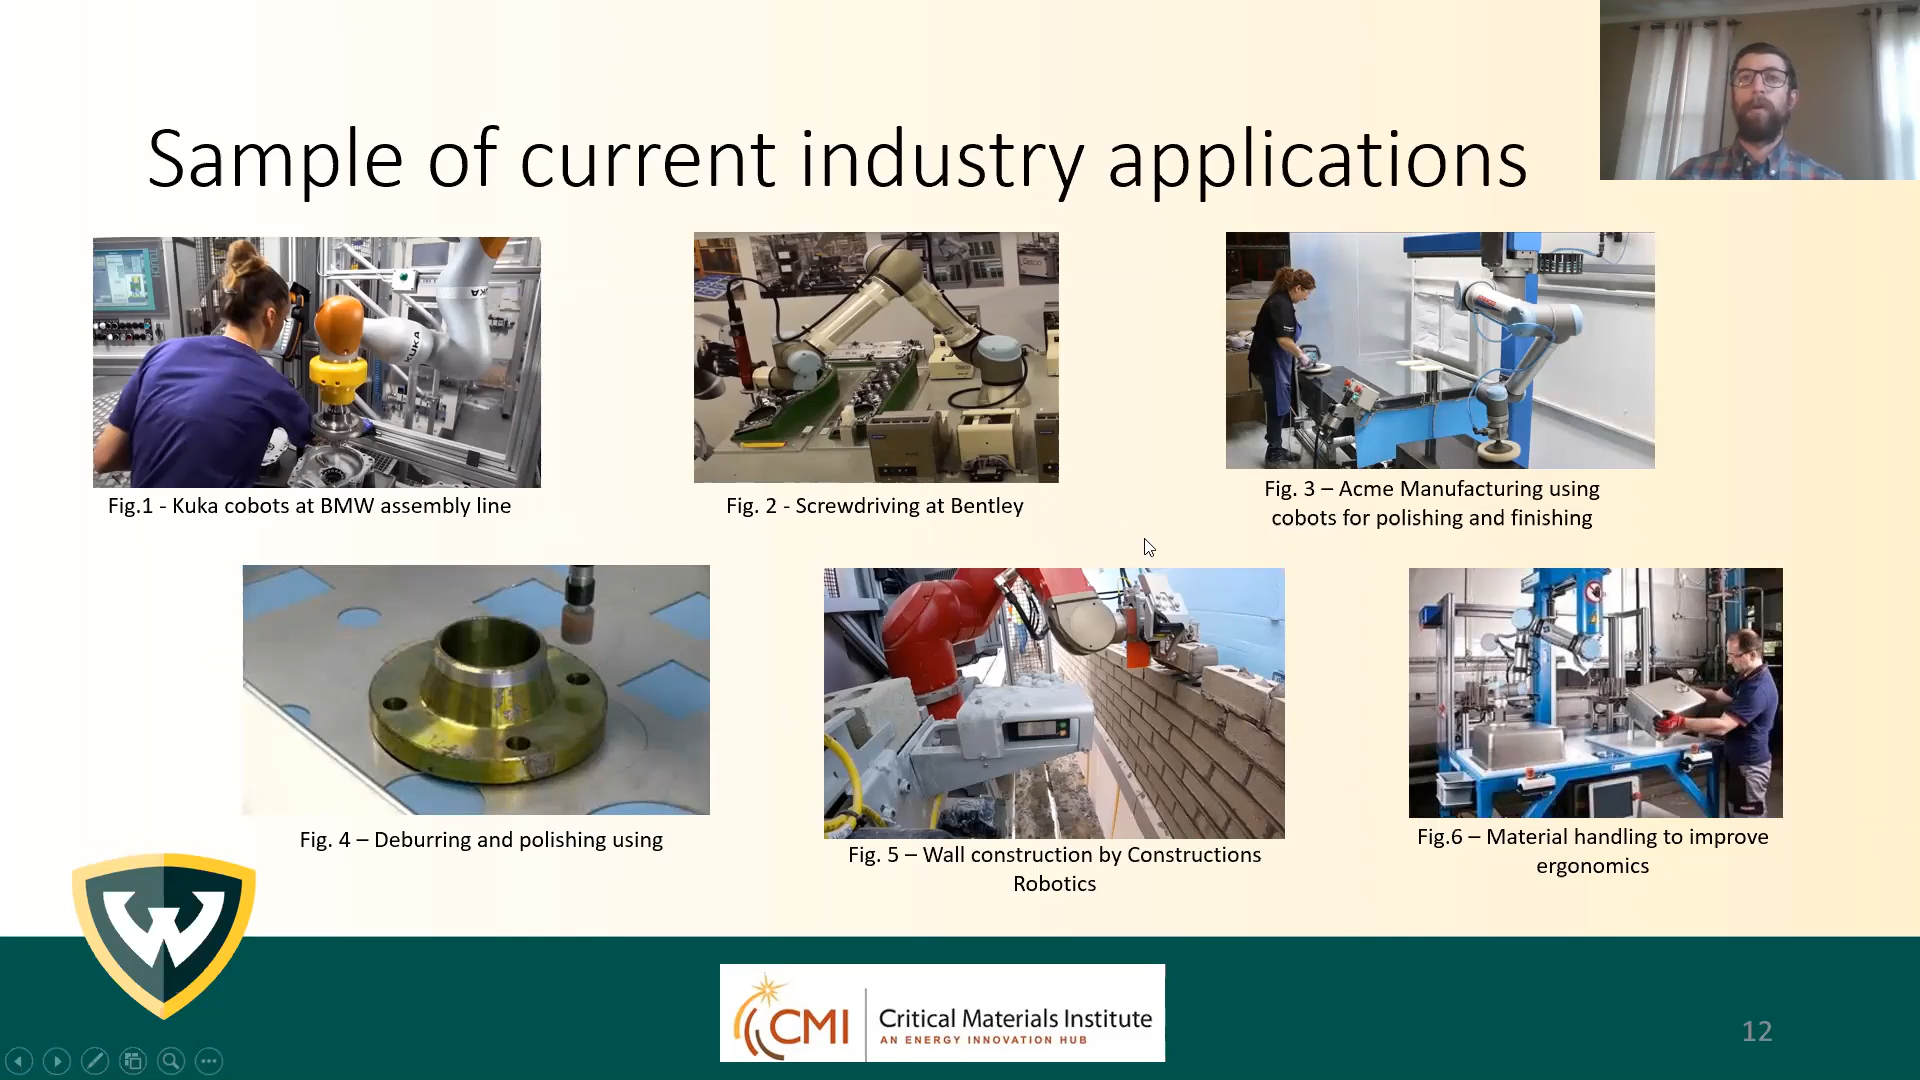 Sample of current industry applications
KUKA
KUKA
Fig.1 - Kuka cobots at BMW assembly line
Fig. 2 - Screwdriving at Bentley
Fig. 3 – Acme Manufacturing using
cobots for polishing and finishing
Fig. 4 – Deburring and polishing using
Fig. 5 – Wall construction by Constructions
Robotics
Fig.6 – Material handling to improve
ergonomics
W
CMI
Critical Materials Institute
AN ENERGY INNOVATION HUB
12